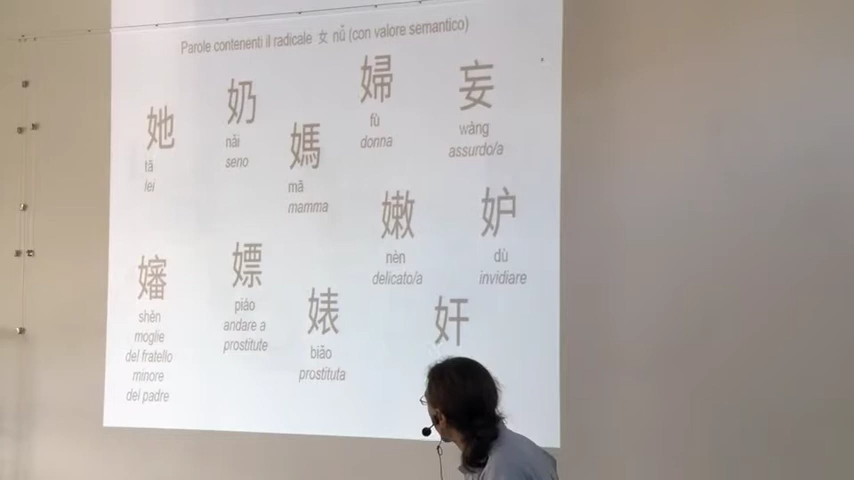 Parole contenenti il radicale 女 nǚ (con valore semantico)
她
tā
lei
奶
nǎi
seno
媽
mā
mamma
婦
fù
donna
妄
wàng
assurdo/a
嫩
nèn
delicato/a
妒
dù
invidiare
嬸
shěn
moglie
del fratello
minore
del padre
嫖
piáo
andare a
prostitute
婊
biǎo
prostituta
奸